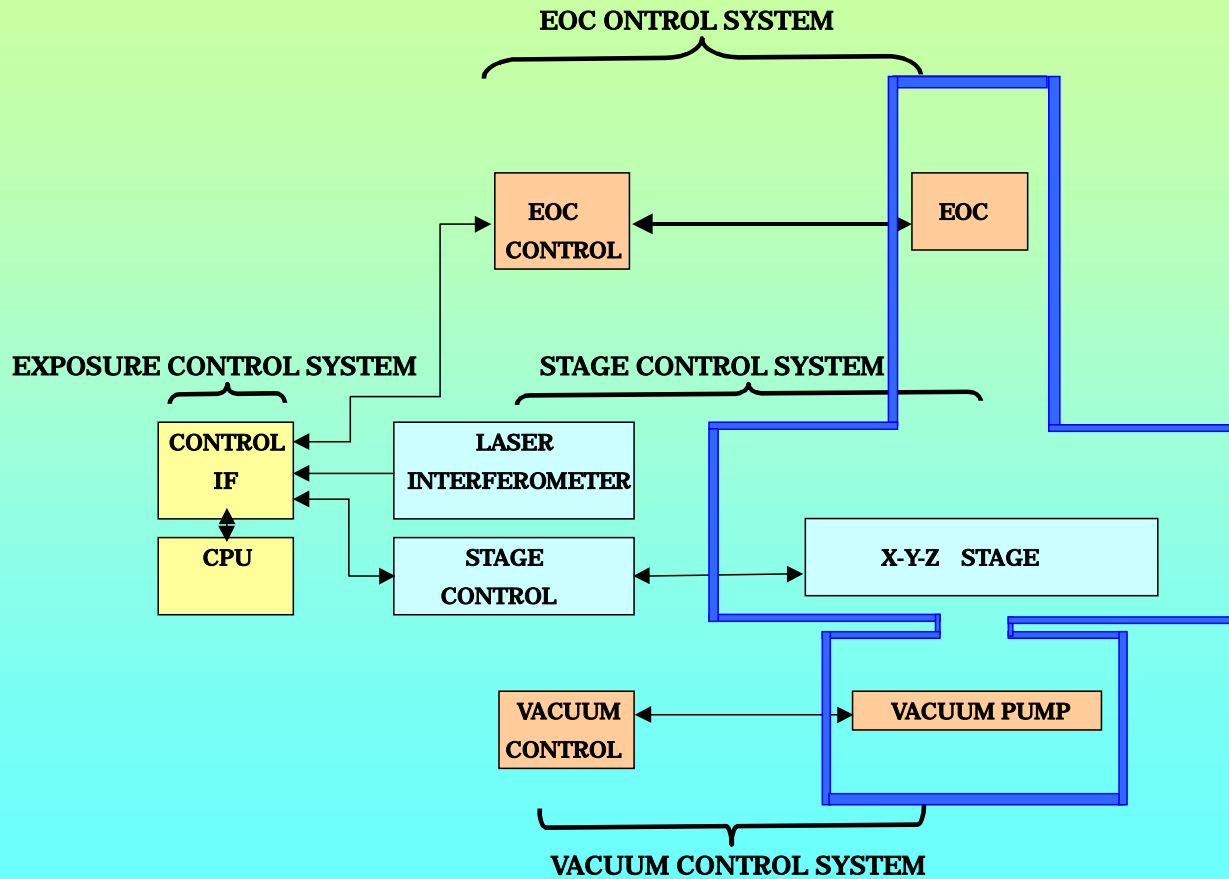 EOC ONTROL SYSTEM
EOC
CONTROL
EOC
EXPOSURE CONTROL SYSTEM
STAGE CONTROL SYSTEM
CONTROL
IF
LASER
INTERFEROMETER
CPU
STAGE
CONTROL
X-Y-Z STAGE
VACUUM
CONTROL
VACUUM PUMP
VACUUM CONTROL SYSTEM